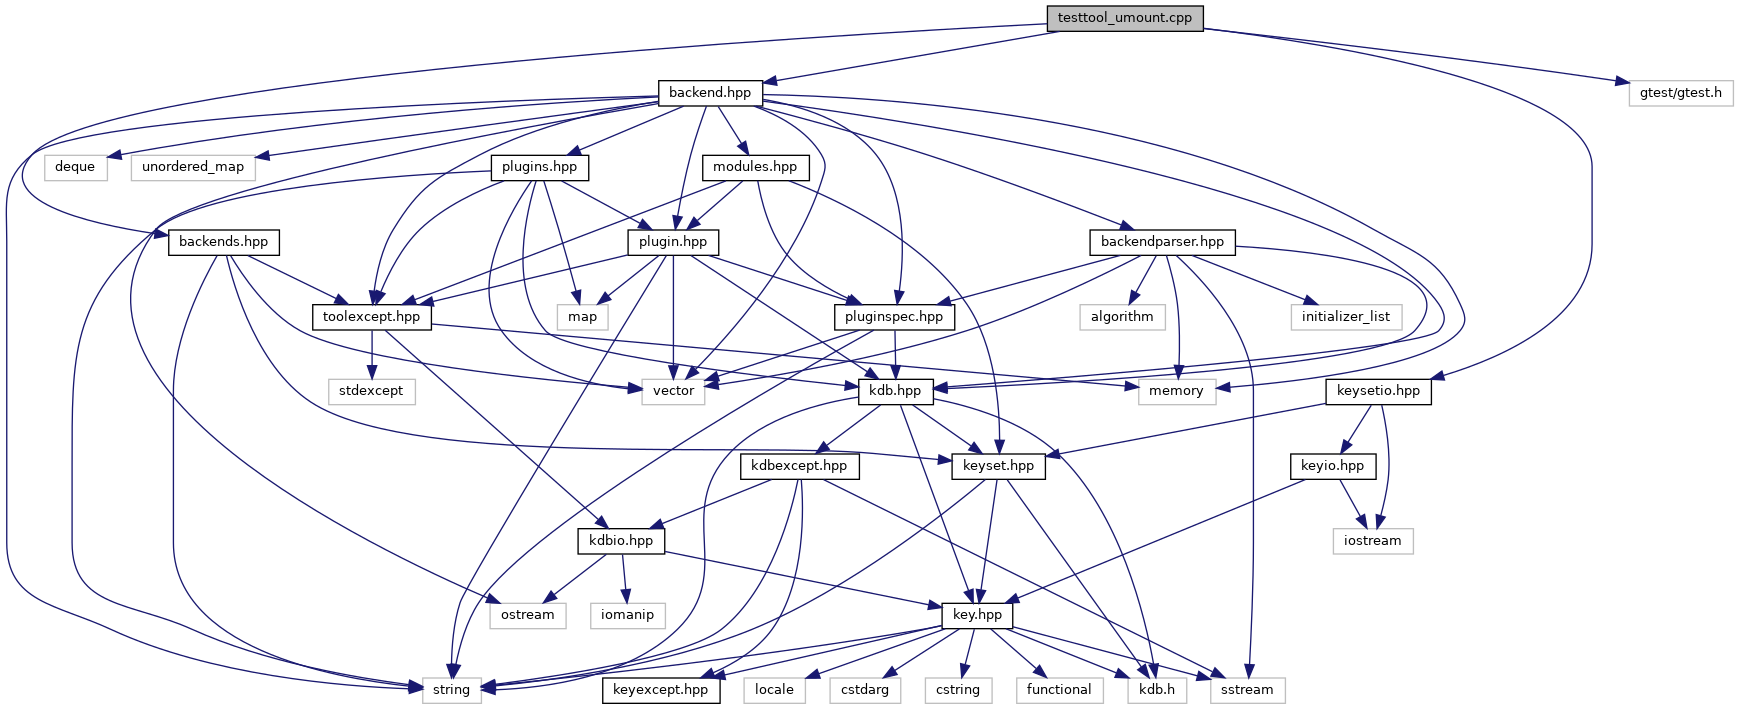 testtool_umount.cpp
backend.hpp
gtest/gtest.h
deque
unordered_map
plugins.hpp
modules.hpp
backends.hpp
plugin.hpp
backendparser.hpp
toolexcept.hpp
map
pluginspec.hpp
algorithm
initializer_list
stdexcept
vector
kdb.hpp
memory
keysetio.hpp
kdbexcept.hpp
keyset.hpp
keyio.hpp
kdbio.hpp
iostream
ostream
iomanip
key.hpp
string
keyexcept.hpp
locale
cstdarg
cstring
functional
kdb.h
sstream